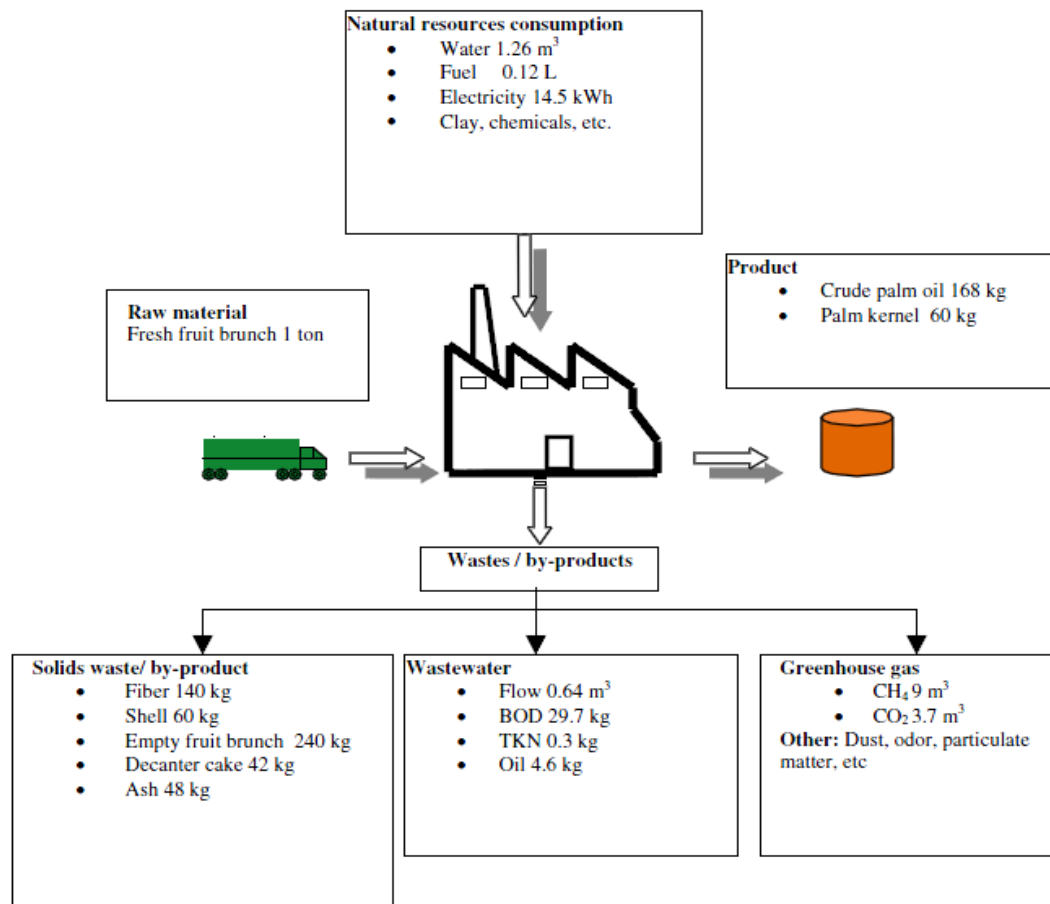 Natural resources consumption
• Water 1.26 m³
• Fuel 0.12 L
• Electricity 14.5 kWh
• Clay, chemicals, etc.
Raw material
Fresh fruit brunch 1 ton
Product
• Crude palm oil 168 kg
• Palm kernel 60 kg
Wastes / by-products
Solids waste/ by-product
• Fiber 140 kg
• Shell 60 kg
• Empty fruit brunch 240 kg
• Decanter cake 42 kg
• Ash 48 kg
Wastewater
• Flow 0.64 m³
• BOD 29.7 kg
• TKN 0.3 kg
• Oil 4.6 kg
Greenhouse gas
• CH₄ 9 m³
• CO₂ 3.7 m³
Other: Dust, odor, particulate
matter, etc